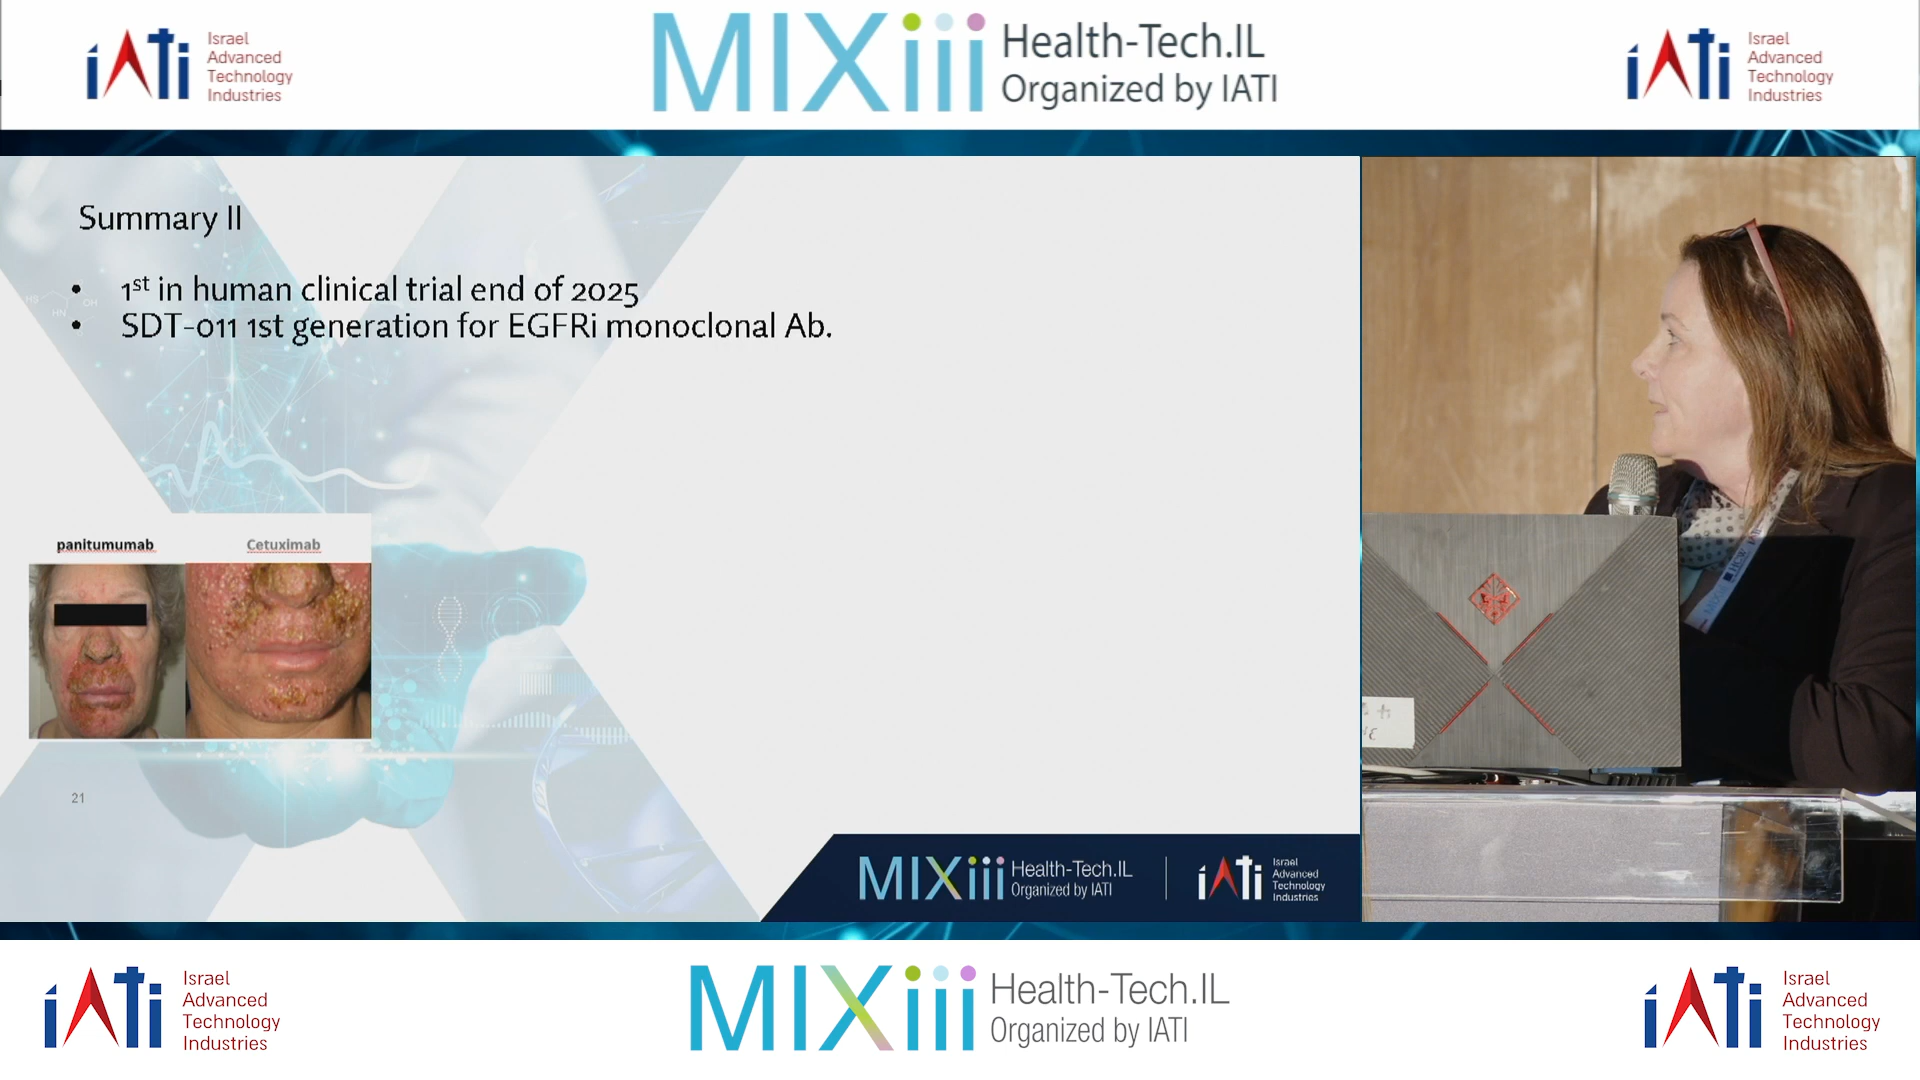 iATi
Israel
Advanced
Technology
Industries
MIXiii
Health-Tech.IL
Organized by IATI
iATi
Israel
Advanced
Technology
Industries
Summary II
• 1st in human clinical trial end of 2025
• SDT-011 1st generation for EGFRi monoclonal Ab.
panitumumab
Cetuximab
21
MIXiii
Health-Tech.IL
Organized by IATI
iATi
Israel
Advanced
Technology
Industries
iATi
Israel
Advanced
Technology
Industries
MIXiii
Health-Tech.IL
Organized by IATI
iATi
Israel
Advanced
Technology
Industries